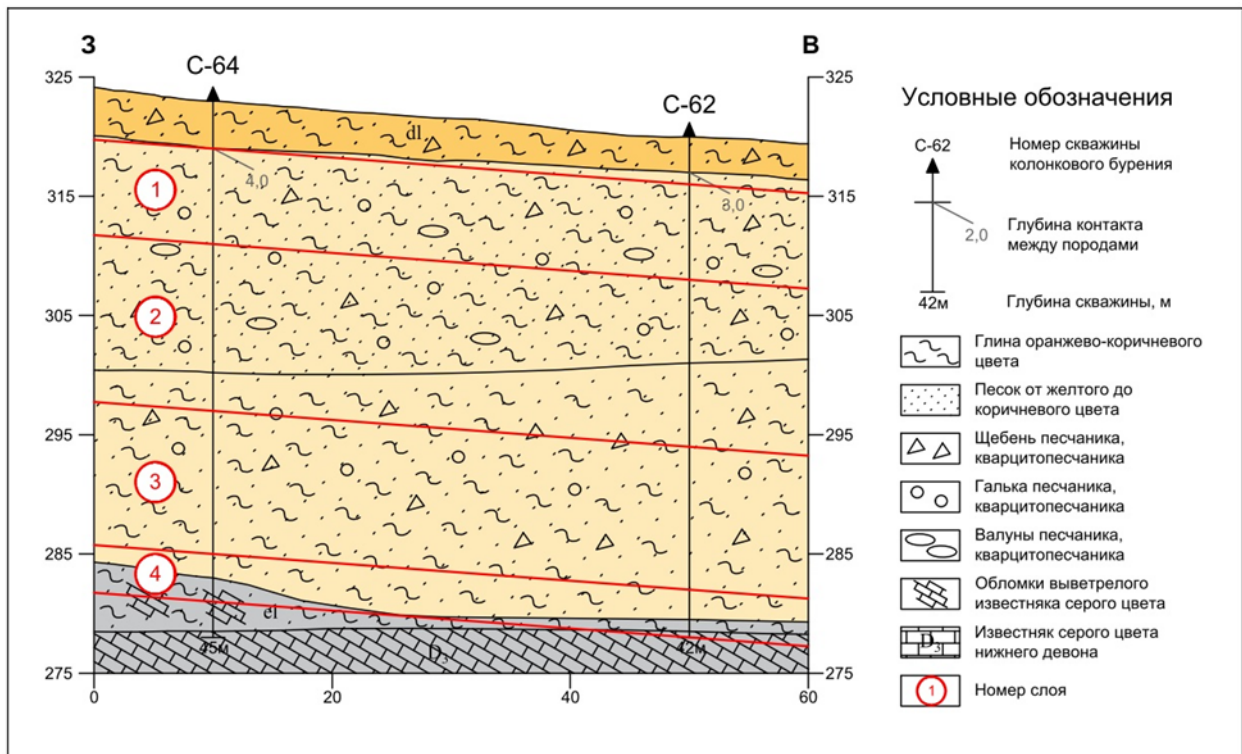 З
В
С-64
С-62
325
315
305
295
285
275
325
315
305
295
285
275
dl
4,0
3,0
1
2
3
4
el
45м
D₃
42м
0
20
40
60
Условные обозначения
С-62
2,0
42м
Номер скважины
колонкового бурения
Глубина контакта
между породами
Глубина скважины, м
Глина оранжево-коричневого
цвета
Песок от желтого до
коричневого цвета
Щебень песчаника,
кварцитопесчаника
Галька песчаника,
кварцитопесчаника
Валуны песчаника,
кварцитопесчаника
Обломки выветрелого
известняка серого цвета
D₃
Известняк серого цвета
нижнего девона
1
Номер слоя